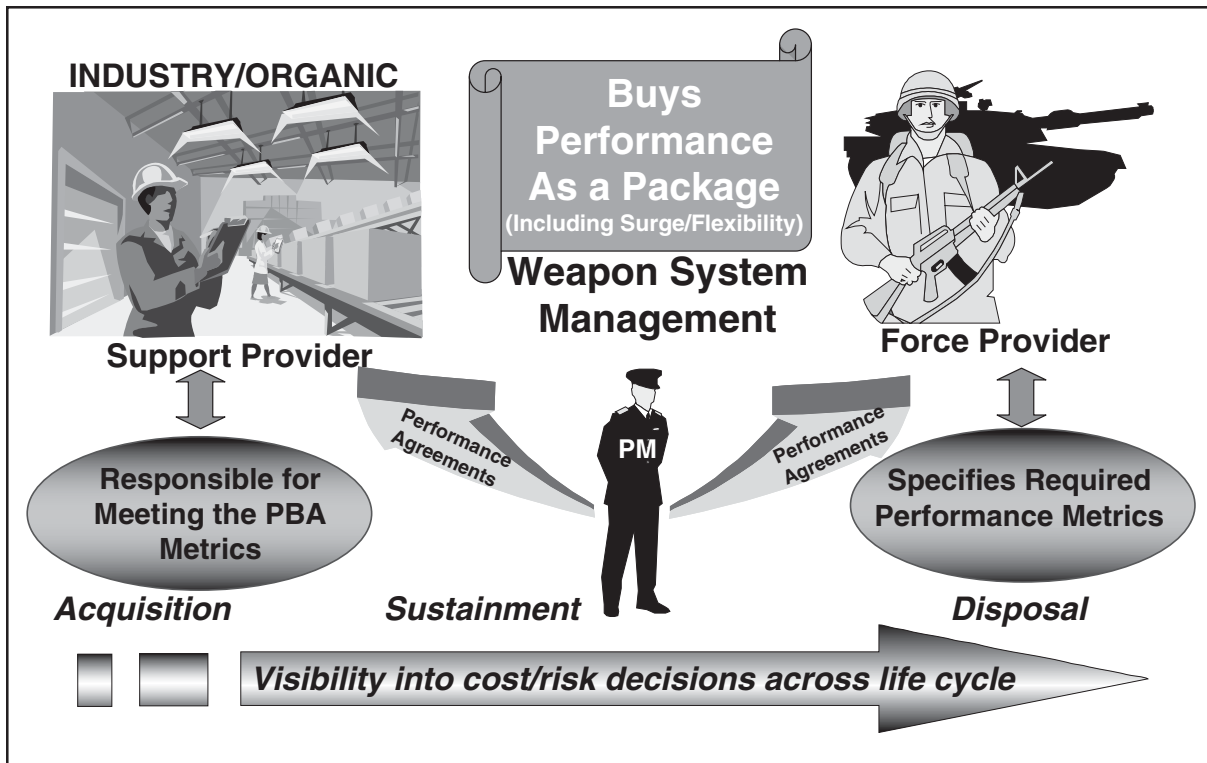 INDUSTRY/ORGANIC
Support Provider
Buys
Performance
As a Package
(Including Surge/Flexibility)
Weapon System
Management
Force Provider
Performance
Agreements
PM
Performance
Agreements
Responsible for
Meeting the PBA
Metrics
Specifies Required
Performance Metrics
Acquisition
Sustainment
Disposal
Visibility into cost/risk decisions across life cycle